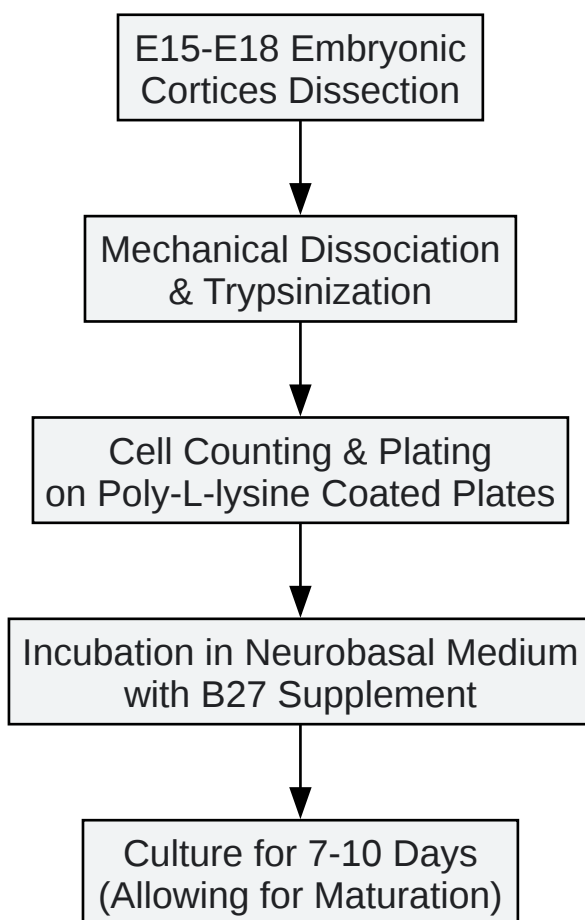 E15-E18 Embryonic
Cortices Dissection
Mechanical Dissociation
& Trypsinization
Cell Counting & Plating
on Poly-L-lysine Coated Plates
Incubation in Neurobasal Medium
with B27 Supplement
Culture for 7-10 Days
(Allowing for Maturation)